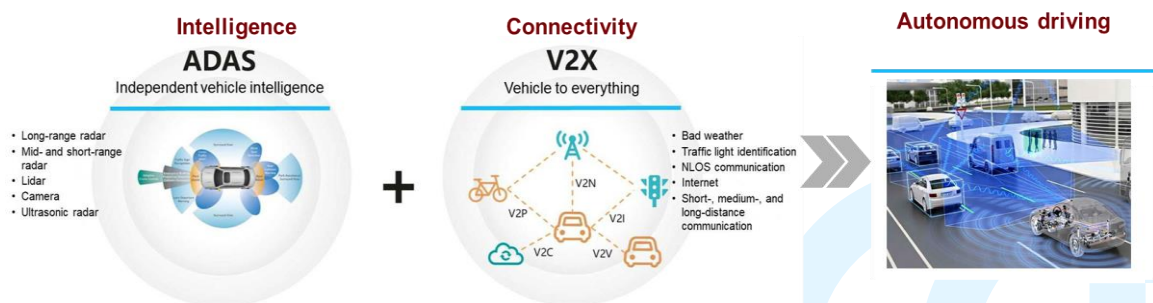 Intelligence
ADAS
Independent vehicle intelligence
• Long-range radar
• Mid- and short-range
radar
• Lidar
• Camera
• Ultrasonic radar
+
Connectivity
V2X
Vehicle to everything
V2N
V2P
V2I
V2C
V2V
• Bad weather
• Traffic light identification
• NLOS communication
• Internet
• Short-, medium-, and
long-distance
communication
Autonomous driving